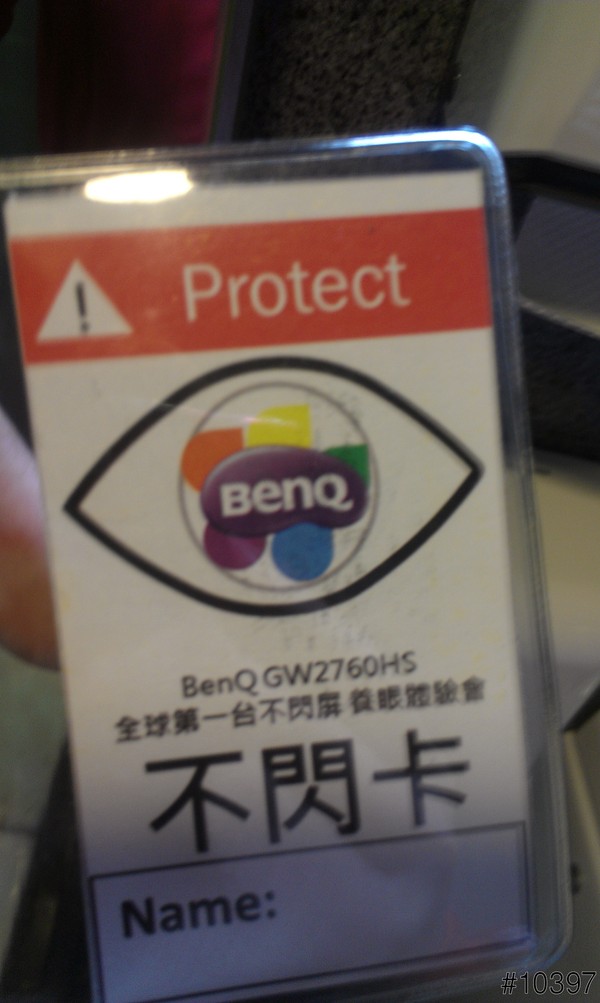 !
Protect
BenQ
BenQ GW2760HS
全球第一台不閃屏 養眼體驗會
不閃卡
Name:
#10397